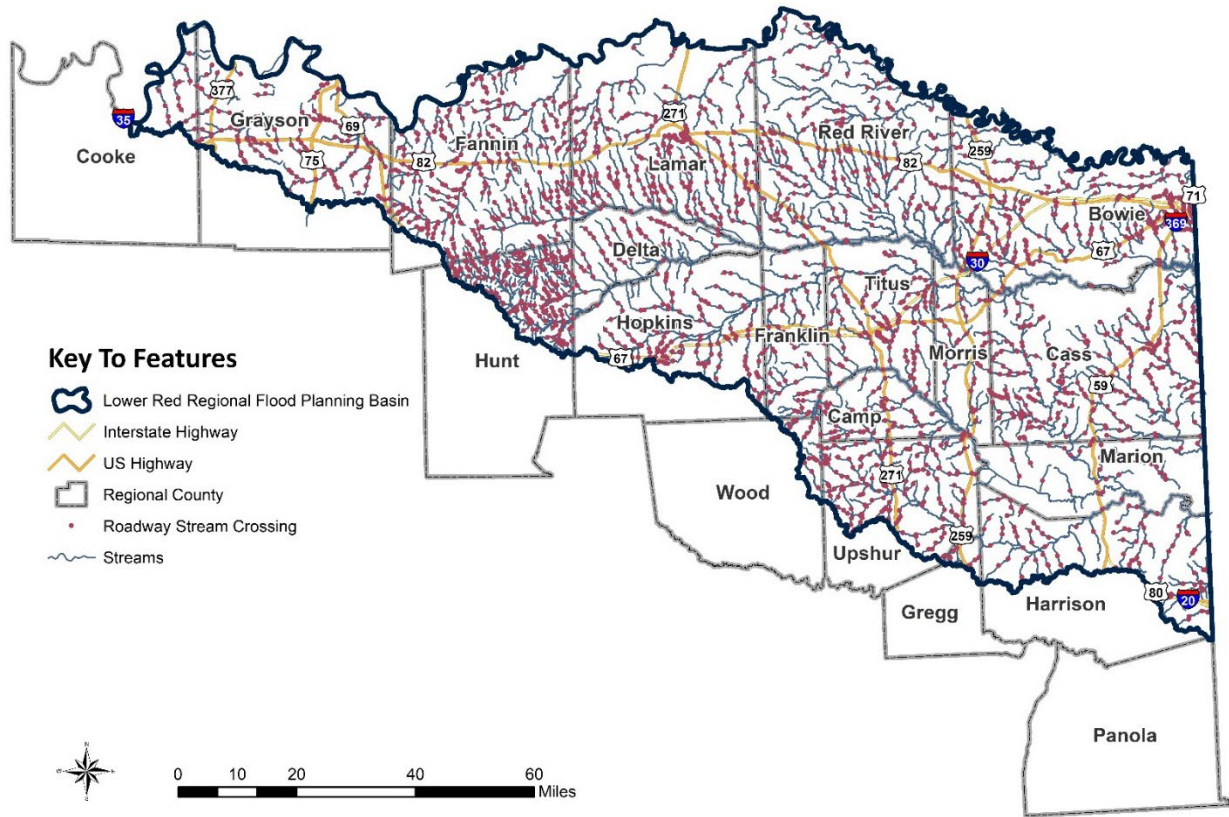 377
35
Grayson
69
Cooke
75
82
Fannin
271
Lamar
Red River
82
259
71
Bowie
369
67
30
Delta
Titus
Hopkins
Franklin
Morris
Cass
67
Hunt
59
Camp
Marion
271
Wood
259
Upshur
80
20
Harrison
Gregg
Panola
Key To Features
Lower Red Regional Flood Planning Basin
Interstate Highway
US Highway
Regional County
Roadway Stream Crossing
Streams
N
0 10 20 40 60
Miles